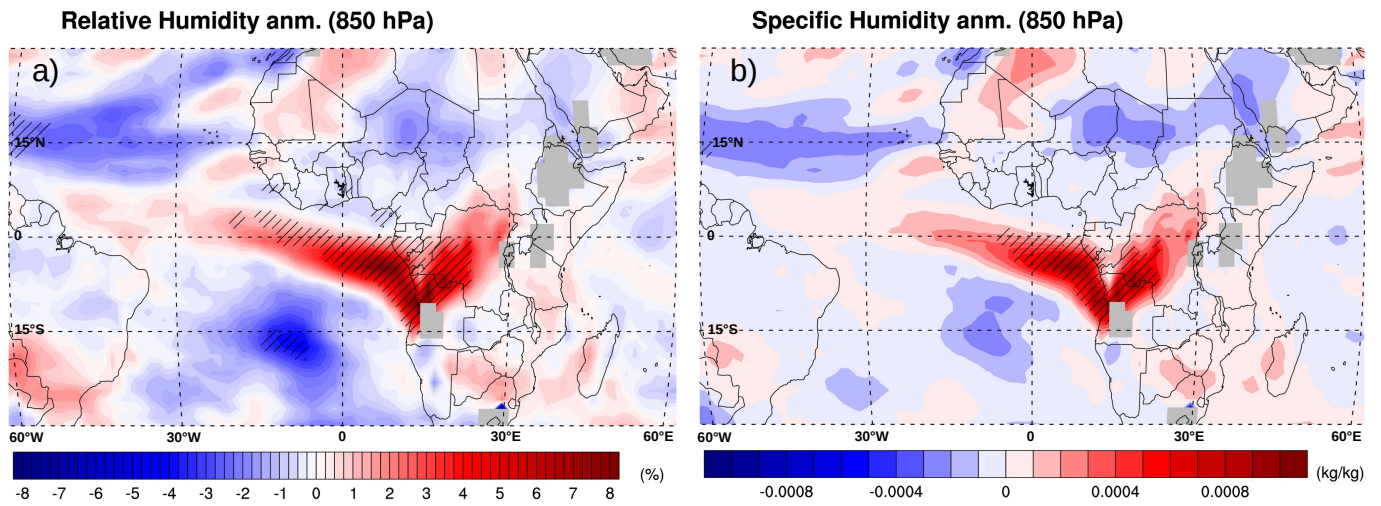 Relative Humidity anm. (850 hPa)
a)
15°N
0
15°S
60°W 30°W 0 30°E 60°E
-8 -7 -6 -5 -4 -3 -2 -1 0 1 2 3 4 5 6 7 8 (%)
Specific Humidity anm. (850 hPa)
b)
15°N
0
15°S
60°W 30°W 0 30°E 60°E
-0.0008 -0.0004 0 0.0004 0.0008 (kg/kg)